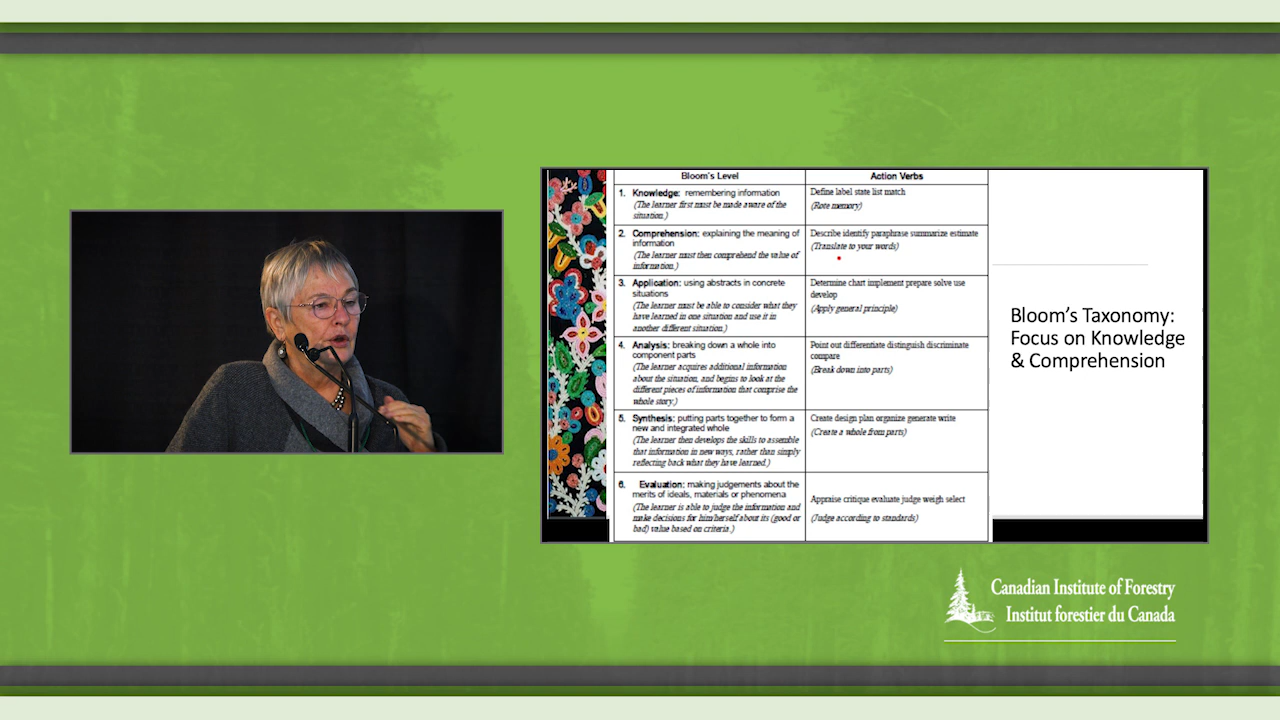 Bloom's Level
Action Verbs
1. Knowledge: remembering information
(The learner first must be made aware of the
situation.)
Define label state list match
(Rote memory)
2. Comprehension: explaining the meaning of
information
(The learner must then comprehend the value of
information.)
Describe identify paraphrase summarize estimate
(Translate to your words)
3. Application: using abstracts in concrete
situations
(The learner must be able to consider what they
have learned in one situation and use it in
another different situation.)
Determine chart implement prepare solve use
develop
(Apply general principle)
4. Analysis: breaking down a whole into
component parts
(The learner acquires additional information
about the situation, and begins to look at the
different pieces of information that comprise the
whole story.)
Point out differentiate distinguish discriminate
compare
(Break down into parts)
5. Synthesis: putting parts together to form a
new and integrated whole
(The learner then develops the skills to assemble
that information in new ways, rather than simply
reflecting back what they have learned.)
Create design plan organize generate write
(Create a whole from parts)
6. Evaluation: making judgements about the
merits of ideals, materials or phenomena
(The learner is able to judge the information and
make decisions for him/herself about its (good or
bad) value based on criteria.)
Appraise critique evaluate judge weigh select
(Judge according to standards)
Bloom's Taxonomy:
Focus on Knowledge
& Comprehension
Canadian Institute of Forestry
Institut forestier du Canada